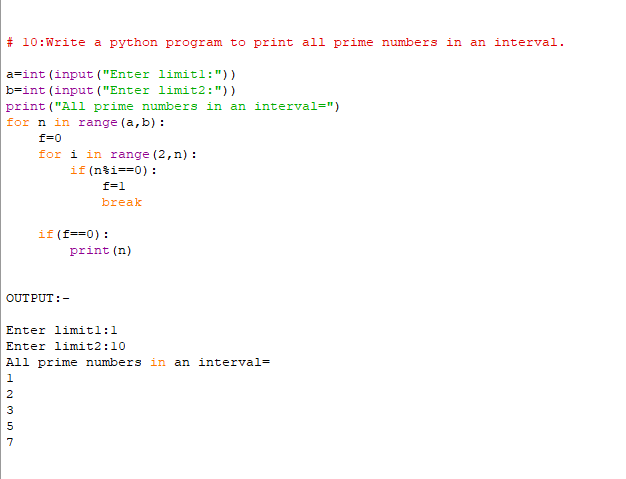 # 10:Write a python program to print all prime numbers in an interval.
a=int(input("Enter limit1:"))
b=int(input("Enter limit2:"))
print("All prime numbers in an interval=")
for n in range(a,b):
    f=0
    for i in range(2,n):
        if(n%i==0):
            f=1
            break
    if(f==0):
        print(n)
OUTPUT:-
Enter limit1:1
Enter limit2:10
All prime numbers in an interval=
1
2
3
5
7